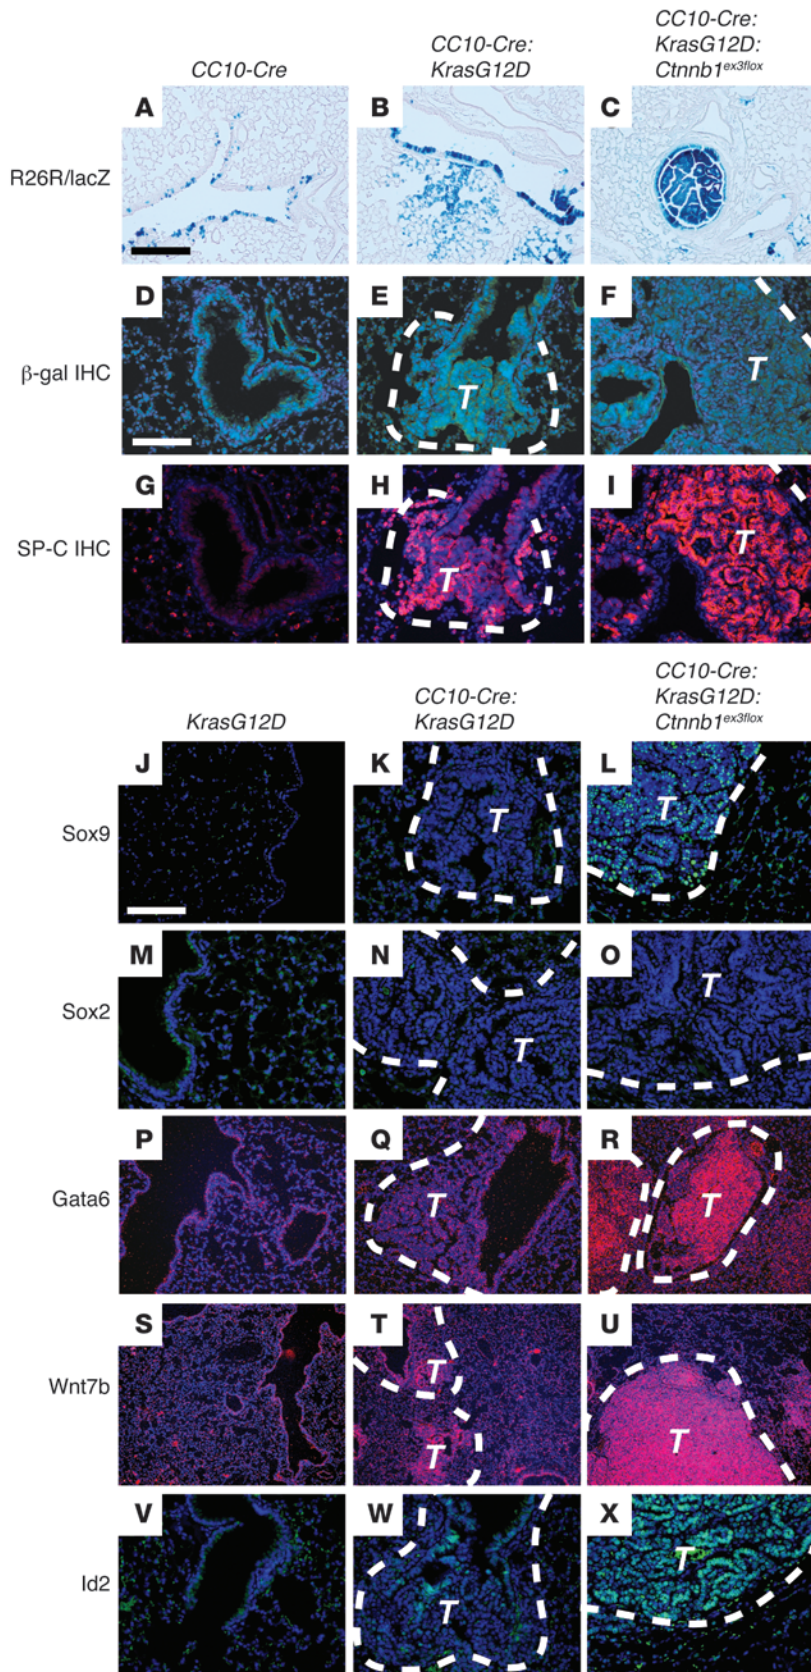 CC10-Cre
CC10-Cre:
KrasG12D
CC10-Cre:
KrasG12D:
Ctnnb1ex3flox
R26R/lacZ
A
B
C
β-gal IHC
D
E
T
F
T
SP-C IHC
G
H
T
I
T
KrasG12D
CC10-Cre:
KrasG12D
CC10-Cre:
KrasG12D:
Ctnnb1ex3flox
Sox9
J
K
T
L
T
Sox2
M
N
T
O
T
Gata6
P
Q
T
R
T
Wnt7b
S
T
T
T
U
T
Id2
V
W
T
X
T